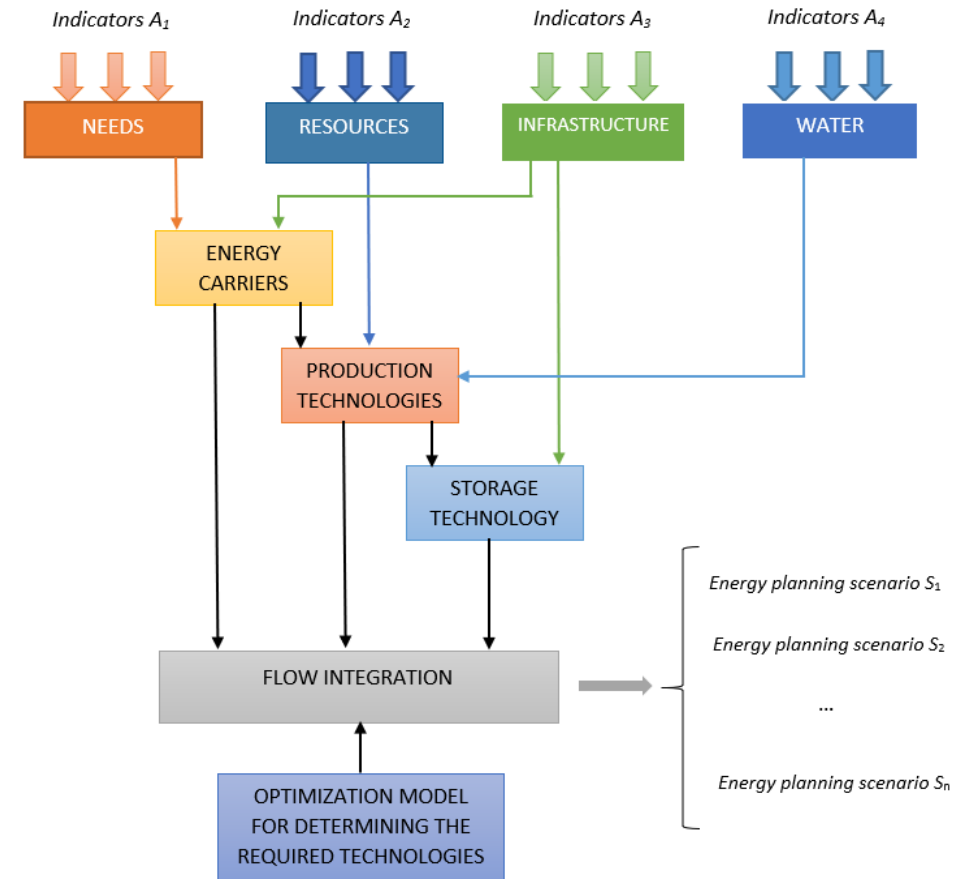 Indicators A₁
Indicators A₂
Indicators A₃
Indicators A₄
NEEDS
RESOURCES
INFRASTRUCTURE
WATER
ENERGY
CARRIERS
PRODUCTION
TECHNOLOGIES
STORAGE
TECHNOLOGY
Energy planning scenario S₁
Energy planning scenario S₂
...
Energy planning scenario Sₙ
FLOW INTEGRATION
OPTIMIZATION MODEL
FOR DETERMINING THE
REQUIRED TECHNOLOGIES